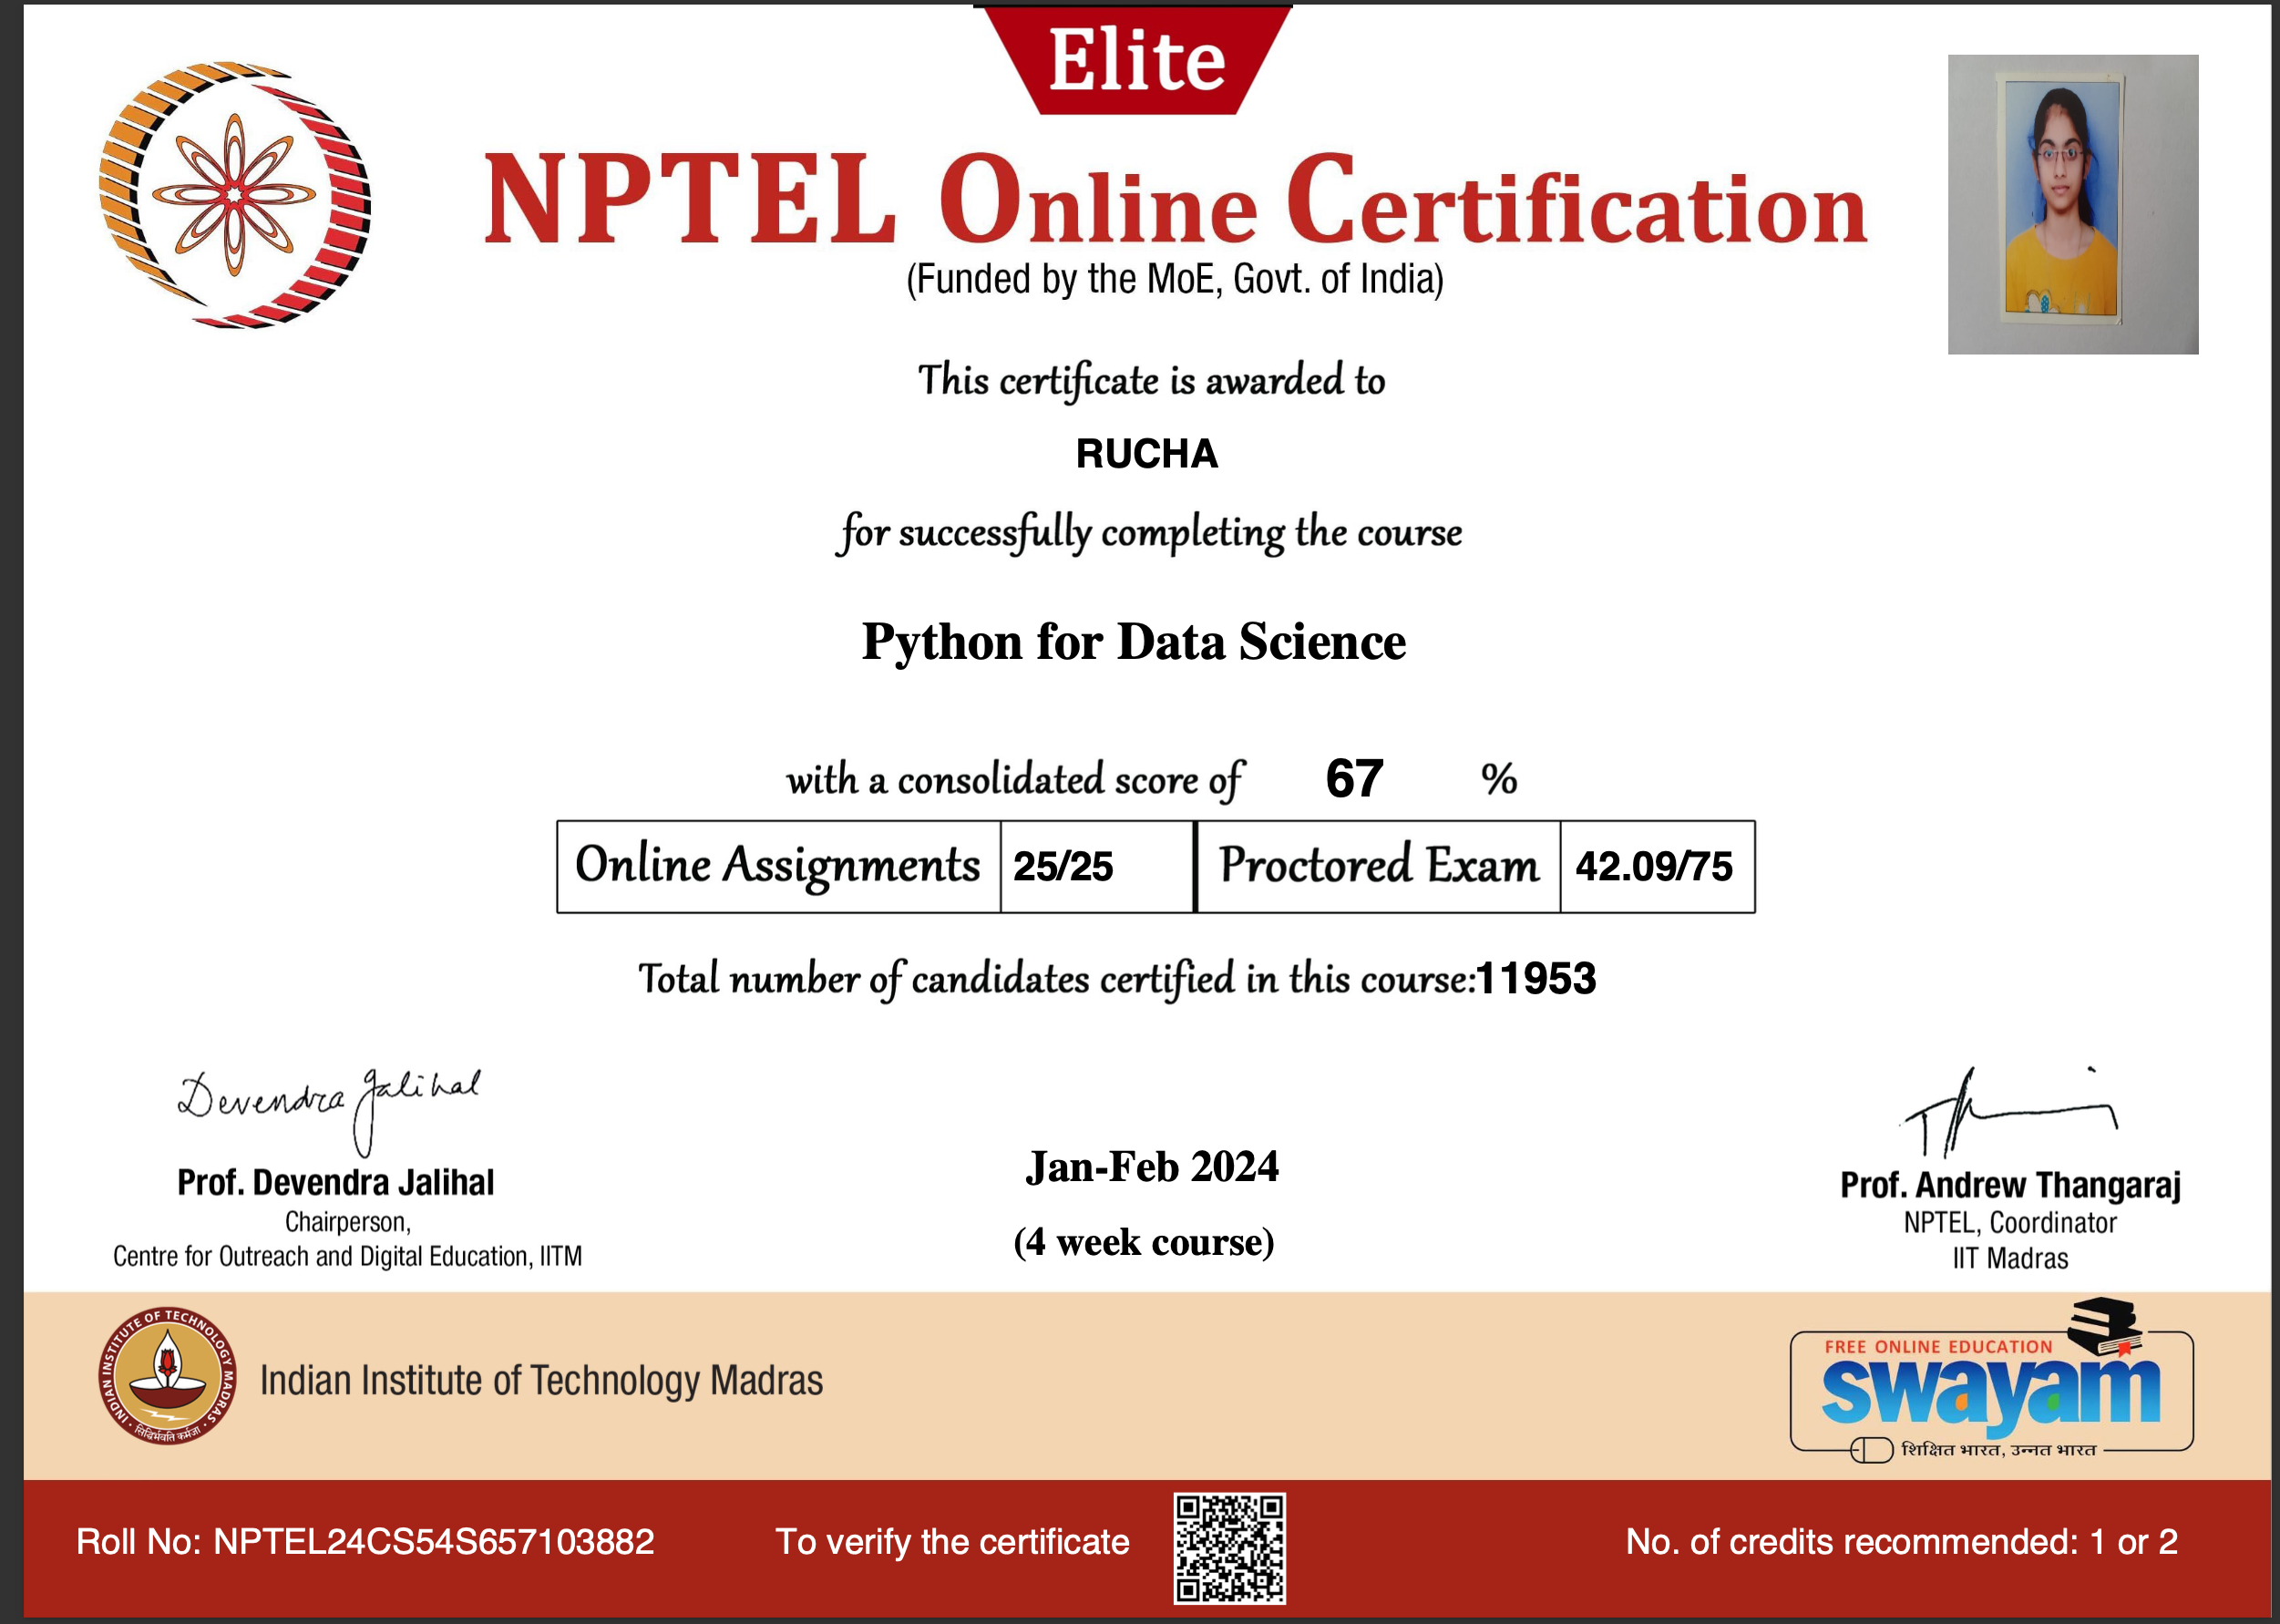 Elite
NPTEL Online Certification
(Funded by the MoE, Govt. of India)
This certificate is awarded to
RUCHA
for successfully completing the course
Python for Data Science
with a consolidated score of 67 %
Online Assignments 25/25 Proctored Exam 42.09/75
Total number of candidates certified in this course:11953
Devendra Jalihal
Prof. Devendra Jalihal
Chairperson,
Centre for Outreach and Digital Education, IITM
Jan-Feb 2024
(4 week course)
Prof. Andrew Thangaraj
NPTEL, Coordinator
IIT Madras
INDIAN INSTITUTE OF TECHNOLOGY MADRAS
सिद्धिर्भवति कर्मजा
Indian Institute of Technology Madras
FREE ONLINE EDUCATION
swayam
शिक्षित भारत, उन्नत भारत
Roll No: NPTEL24CS54S657103882
To verify the certificate
No. of credits recommended: 1 or 2